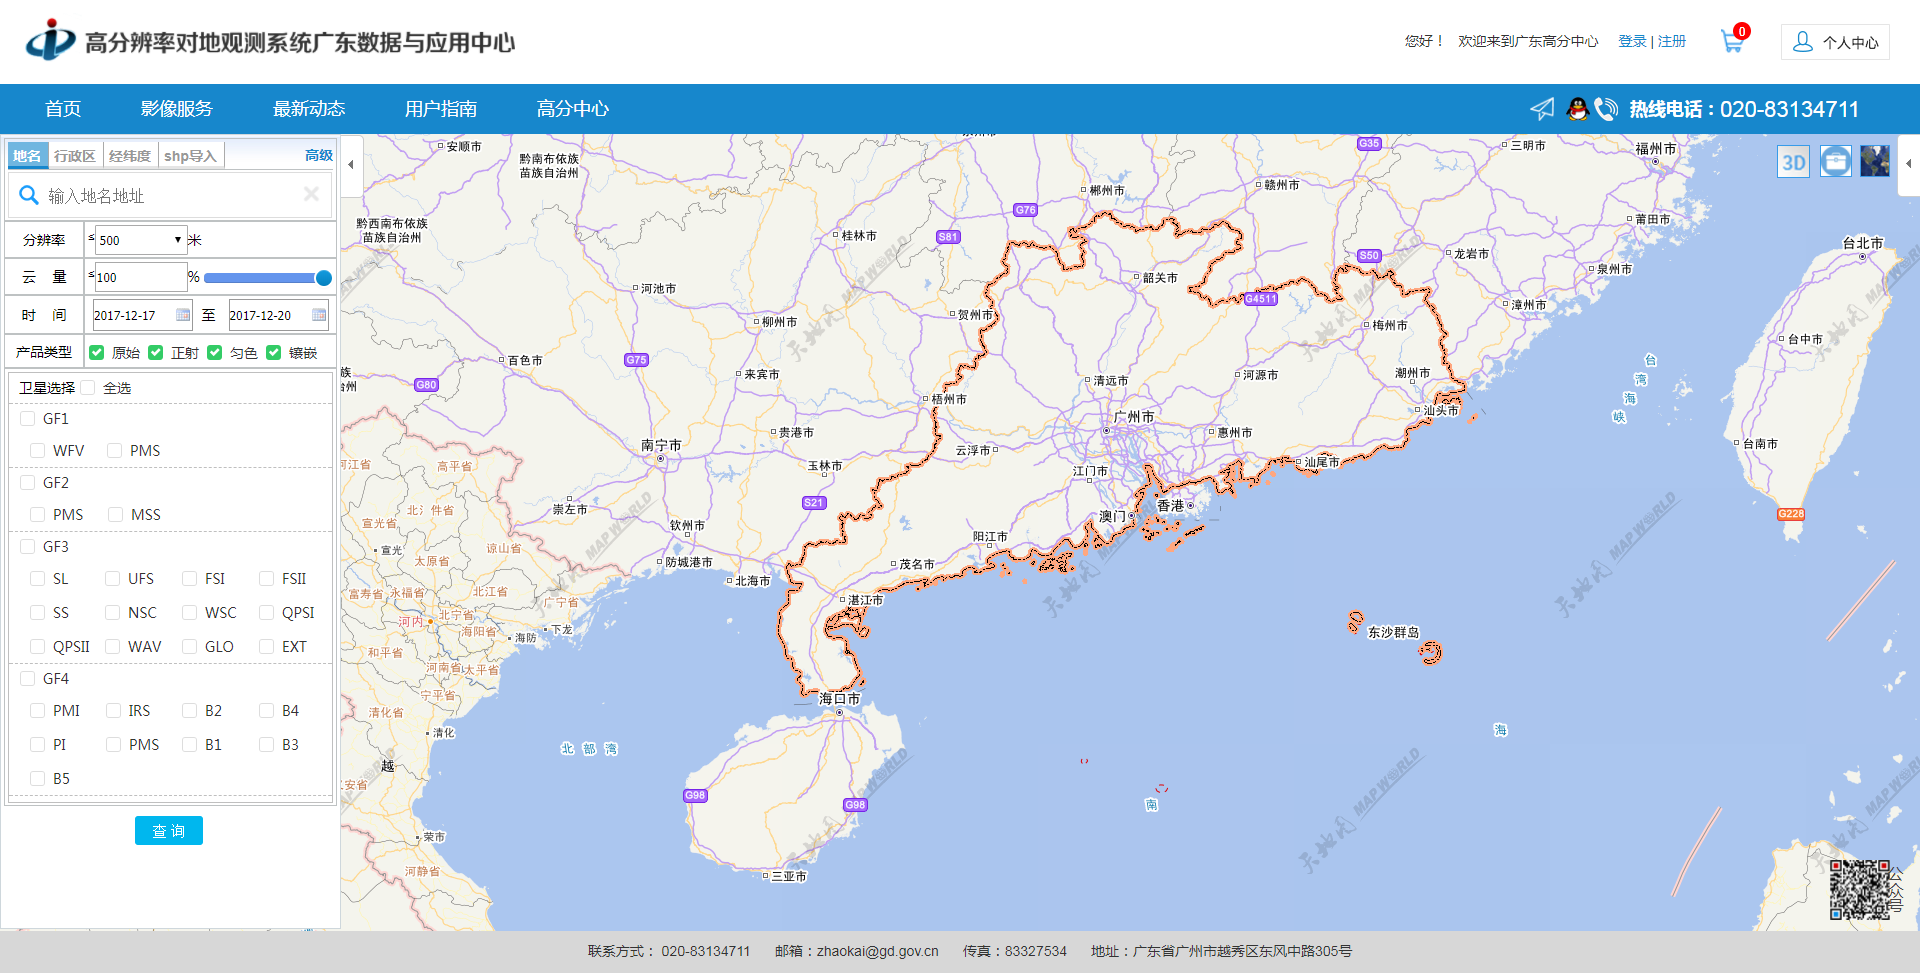 高分辨率对地观测系统广东数据与应用中心
您好！ 欢迎来到广东高分中心 登录 | 注册 0 个人中心
首页 影像服务 最新动态 用户指南 高分中心 热线电话：020-83134711
地名 行政区 经纬度 shp导入 高级
输入地名地址
分辨率 ≤ 500 米
云 量 ≤ 100 %
时 间 2017-12-17 至 2017-12-20
产品类型 原始 正射 匀色 镶嵌
卫星选择 全选
GF1
WFV PMS
GF2
PMS MSS
GF3
SL UFS FSI FSII
SS NSC WSC QPSI
QPSII WAV GLO EXT
GF4
PMI IRS B2 B4
PI PMS B1 B3
B5
查 询
3D
安顺市
黔南布依族
苗族自治州
G35
三明市
福州市
郴州市
赣州市
G76
莆田市
黔西南布依族
苗族自治州
桂林市
S81
台北市
S50
龙岩市
泉州市
韶关市
河池市
G4511
漳州市
贺州市
柳州市
梅州市
台中市
百色市
G75
台
湾
海
峡
来宾市
G80
清远市
河源市
潮州市
梧州市
汕头市
广州市
贵港市
惠州市
南宁市
云浮市
台南市
玉林市
江门市
汕尾市
高平省
S21
香港
澳门
G228
崇左市
北氵件省
宣光省
钦州市
阳江市
宣光
谅山省
太原省
防城港市
茂名市
北海市
富寿省
永福省
北江省
广宁省
湛江市
河内
北宁省
海阳省
海防
下龙
东沙群岛
和平省
河南省
太平省
宁平省
海口市
清化省
清化
北 部 湾
海
越
G98
G98
南
荣市
河静省
三亚市
天地图 MAPWORLD
公众号
联系方式： 020-83134711 邮箱：zhaokai@gd.gov.cn 传真：83327534 地址：广东省广州市越秀区东风中路305号